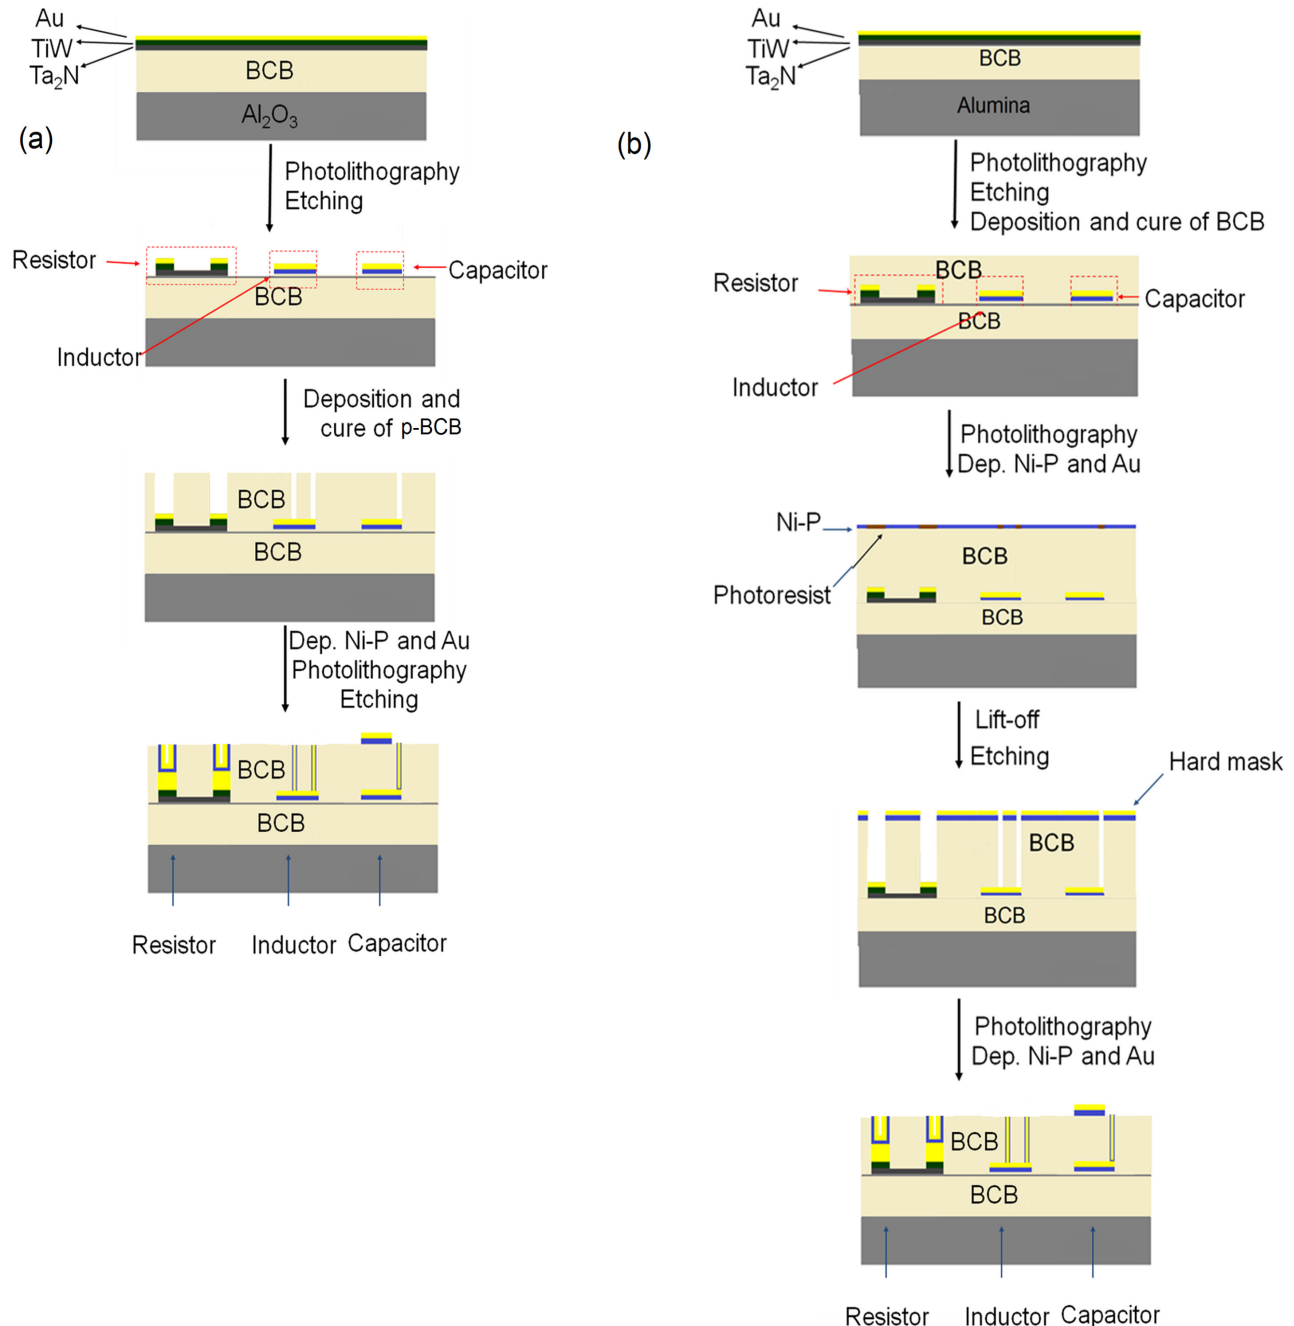 Au
TiW
Ta₂N
BCB
Al₂O₃
(a)
Photolithography
Etching
Resistor
Capacitor
BCB
Inductor
Deposition and
cure of p-BCB
BCB
BCB
Dep. Ni-P and Au
Photolithography
Etching
BCB
BCB
Resistor
Inductor
Capacitor
Au
TiW
Ta₂N
BCB
Alumina
(b)
Photolithography
Etching
Deposition and cure of BCB
BCB
Resistor
Capacitor
BCB
Inductor
Photolithography
Dep. Ni-P and Au
Ni-P
BCB
Photoresist
BCB
Lift-off
Etching
Hard mask
BCB
BCB
Photolithography
Dep. Ni-P and Au
BCB
BCB
Resistor
Inductor
Capacitor